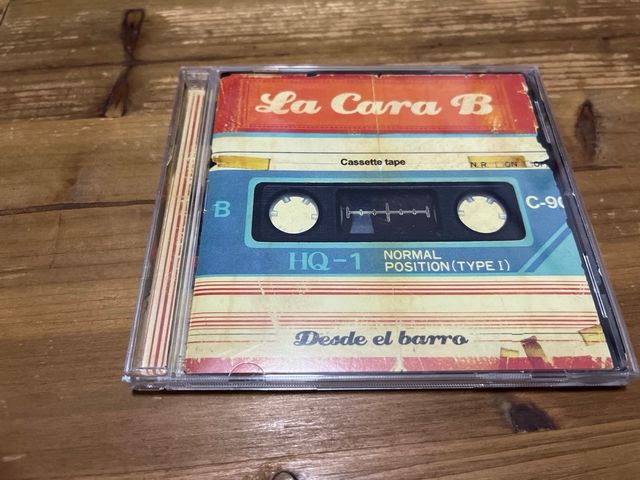 La Cara B
Cassette tape
N.R.
ON
B
C-90
HQ-1
NORMAL
POSITION (TYPE I)
Desde el barro